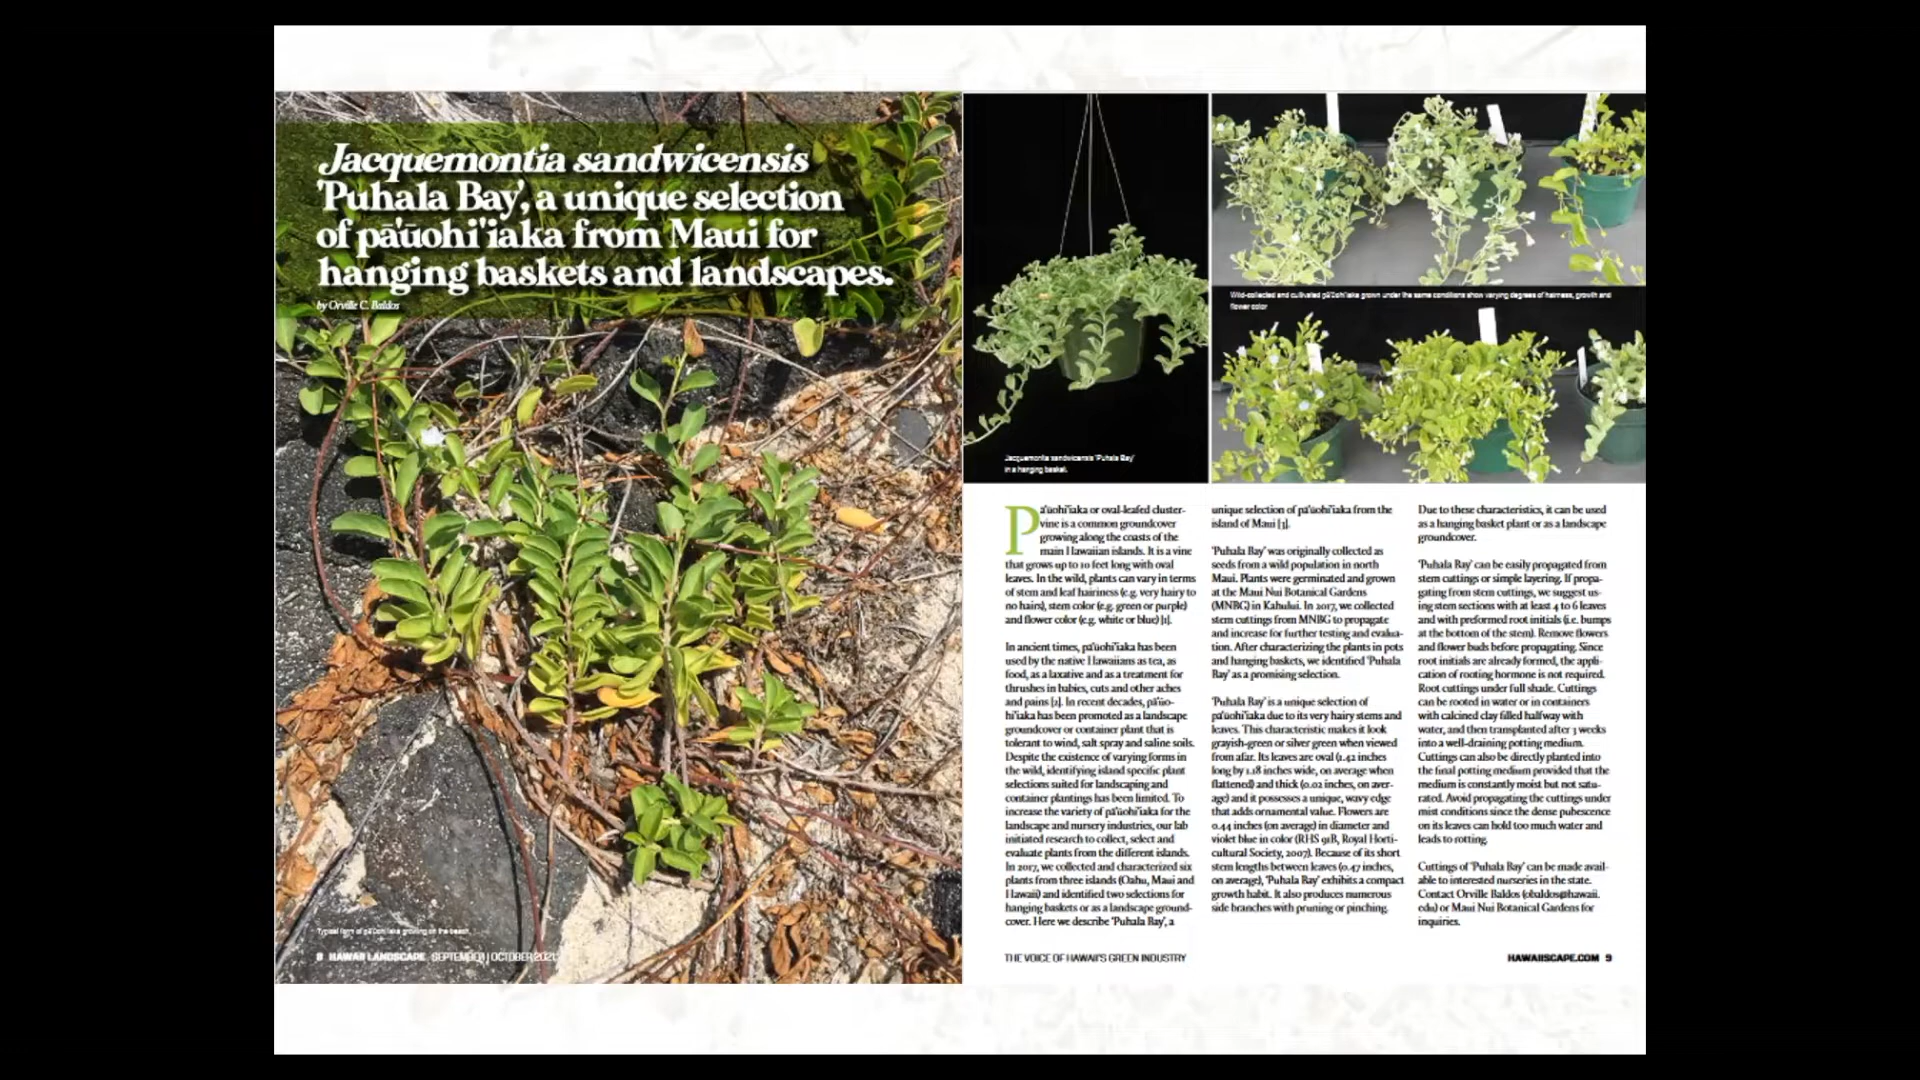 Jacquemontia sandwicensis
'Puhala Bay', a unique selection
of pā'ūohi'iaka from Maui for
hanging baskets and landscapes.
by Orville C. Baldos
Typical form of pā'ūohi'iaka growing on the beach.
8 HAWAII LANDSCAPE SEPTEMBER | OCTOBER 2021
Jacquemontia sandwicensis 'Puhala Bay'
in a hanging basket.
Wild-collected and cultivated pā'ūohi'iaka grown under the same conditions show varying degrees of hairiness, growth and
flower color
Pā'ūohi'iaka or oval-leafed cluster-
vine is a common groundcover
growing along the coasts of the
main Hawaiian islands. It is a vine
that grows up to 10 feet long with oval
leaves. In the wild, plants can vary in terms
of stem and leaf hairiness (e.g. very hairy to
no hairs), stem color (e.g. green or purple)
and flower color (e.g. white or blue) [1].
In ancient times, pā'ūohi'iaka has been
used by the native Hawaiians as tea, as
food, as a laxative and as a treatment for
thrushes in babies, cuts and other aches
and pains [2]. In recent decades, pā'ūo-
hi'iaka has been promoted as a landscape
groundcover or container plant that is
tolerant to wind, salt spray and saline soils.
Despite the existence of varying forms in
the wild, identifying island specific plant
selections suited for landscaping and
container plantings has been limited. To
increase the variety of pā'ūohi'iaka for the
landscape and nursery industries, our lab
initiated research to collect, select and
evaluate plants from the different islands.
In 2017, we collected and characterized six
plants from three islands (Oahu, Maui and
Hawaii) and identified two selections for
hanging baskets or as a landscape ground-
cover. Here we describe 'Puhala Bay', a
unique selection of pā'ūohi'iaka from the
island of Maui [3].
'Puhala Bay' was originally collected as
seeds from a wild population in north
Maui. Plants were germinated and grown
at the Maui Nui Botanical Gardens
(MNBG) in Kahului. In 2017, we collected
stem cuttings from MNBG to propagate
and increase for further testing and evalua-
tion. After characterizing the plants in pots
and hanging baskets, we identified 'Puhala
Bay' as a promising selection.
'Puhala Bay' is a unique selection of
pā'ūohi'iaka due to its very hairy stems and
leaves. This characteristic makes it look
grayish-green or silver green when viewed
from afar. Its leaves are oval (1.42 inches
long by 1.18 inches wide, on average when
flattened) and thick (0.02 inches, on aver-
age) and it possesses a unique, wavy edge
that adds ornamental value. Flowers are
0.44 inches (on average) in diameter and
violet blue in color (RHS 91B, Royal Horti-
cultural Society, 2007). Because of its short
stem lengths between leaves (0.47 inches,
on average), 'Puhala Bay' exhibits a compact
growth habit. It also produces numerous
side branches with pruning or pinching.
Due to these characteristics, it can be used
as a hanging basket plant or as a landscape
groundcover.
'Puhala Bay' can be easily propagated from
stem cuttings or simple layering. If propa-
gating from stem cuttings, we suggest us-
ing stem sections with at least 4 to 6 leaves
and with preformed root initials (i.e. bumps
at the bottom of the stem). Remove flowers
and flower buds before propagating. Since
root initials are already formed, the appli-
cation of rooting hormone is not required.
Root cuttings under full shade. Cuttings
can be rooted in water or in containers
with calcined clay filled halfway with
water, and then transplanted after 3 weeks
into a well-draining potting medium.
Cuttings can also be directly planted into
the final potting medium provided that the
medium is constantly moist but not satu-
rated. Avoid propagating the cuttings under
mist conditions since the dense pubescence
on its leaves can hold too much water and
leads to rotting.
Cuttings of 'Puhala Bay' can be made avail-
able to interested nurseries in the state.
Contact Orville Baldos (obaldos@hawaii.
edu) or Maui Nui Botanical Gardens for
inquiries.
THE VOICE OF HAWAII'S GREEN INDUSTRY
HAWAIISCAPE.COM 9